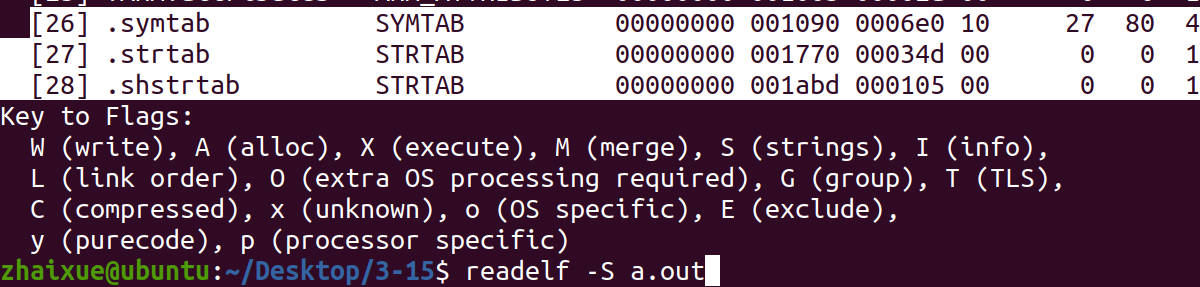 [26] .symtab SYMTAB 00000000 001090 0006e0 10 27 80 4
[27] .strtab STRTAB 00000000 001770 00034d 00 0 0 1
[28] .shstrtab STRTAB 00000000 001abd 000105 00 0 0 1
Key to Flags:
W (write), A (alloc), X (execute), M (merge), S (strings), I (info),
L (link order), O (extra OS processing required), G (group), T (TLS),
C (compressed), x (unknown), o (OS specific), E (exclude),
y (purecode), p (processor specific)
zhaixue@ubuntu:~/Desktop/3-15$ readelf -S a.out